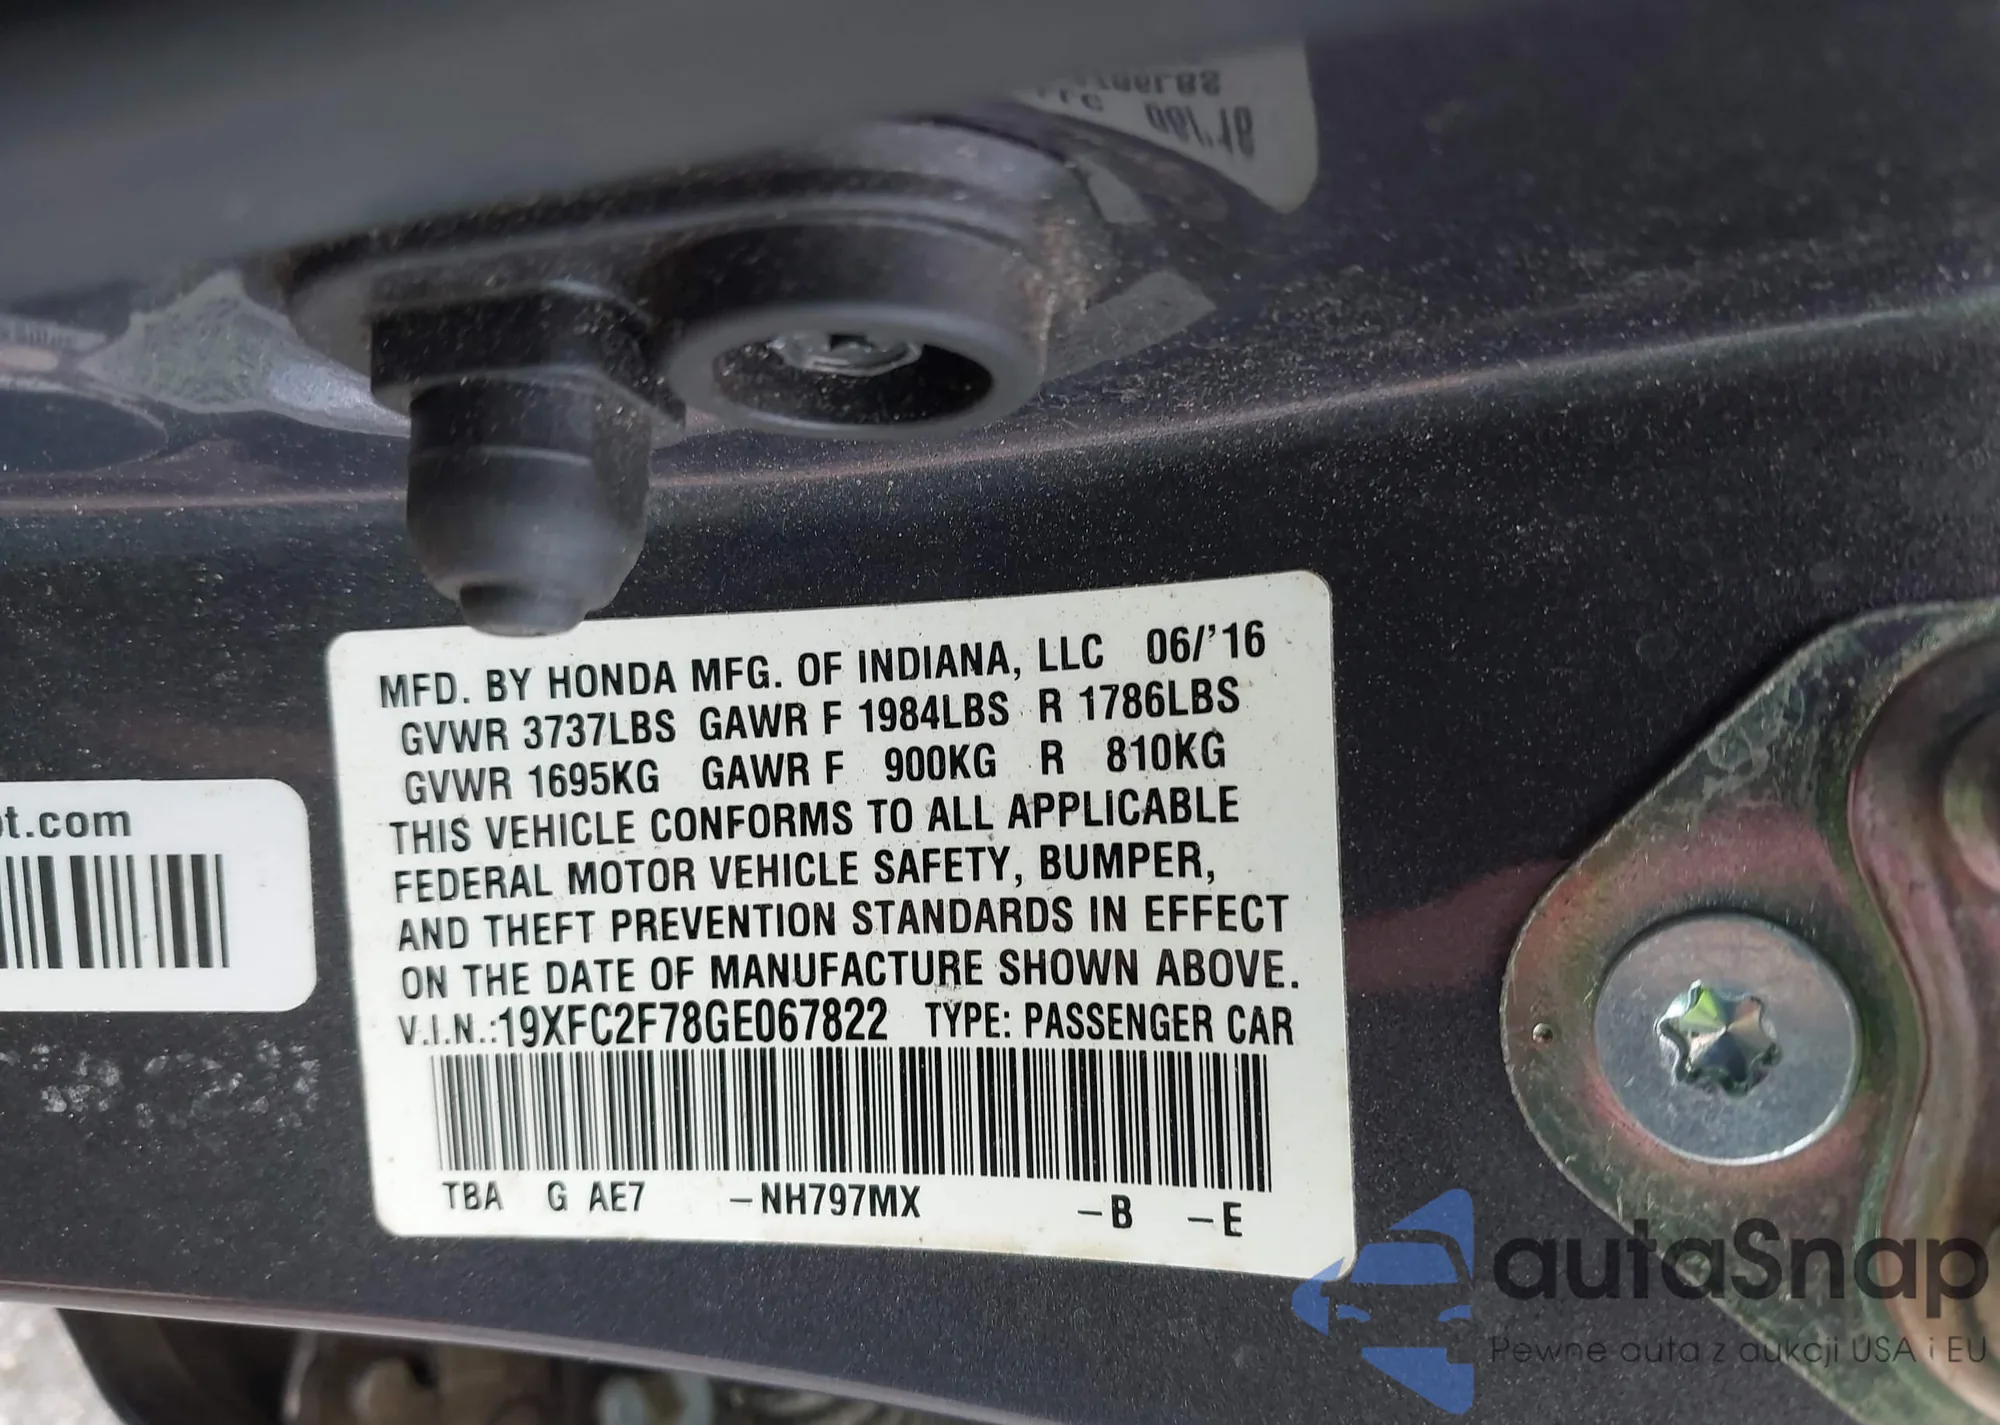 MFD. BY HONDA MFG. OF INDIANA, LLC 06/'16
GVWR 3737LBS GAWR F 1984LBS R 1786LBS
GVWR 1695KG GAWR F 900KG R 810KG
THIS VEHICLE CONFORMS TO ALL APPLICABLE
FEDERAL MOTOR VEHICLE SAFETY, BUMPER,
AND THEFT PREVENTION STANDARDS IN EFFECT
ON THE DATE OF MANUFACTURE SHOWN ABOVE.
V.I.N.:19XFC2F78GE067822 TYPE: PASSENGER CAR
TBA G AE7 -NH797MX -B -E
t.com
autaSnap
Pewne auta z aukcji USA i EU